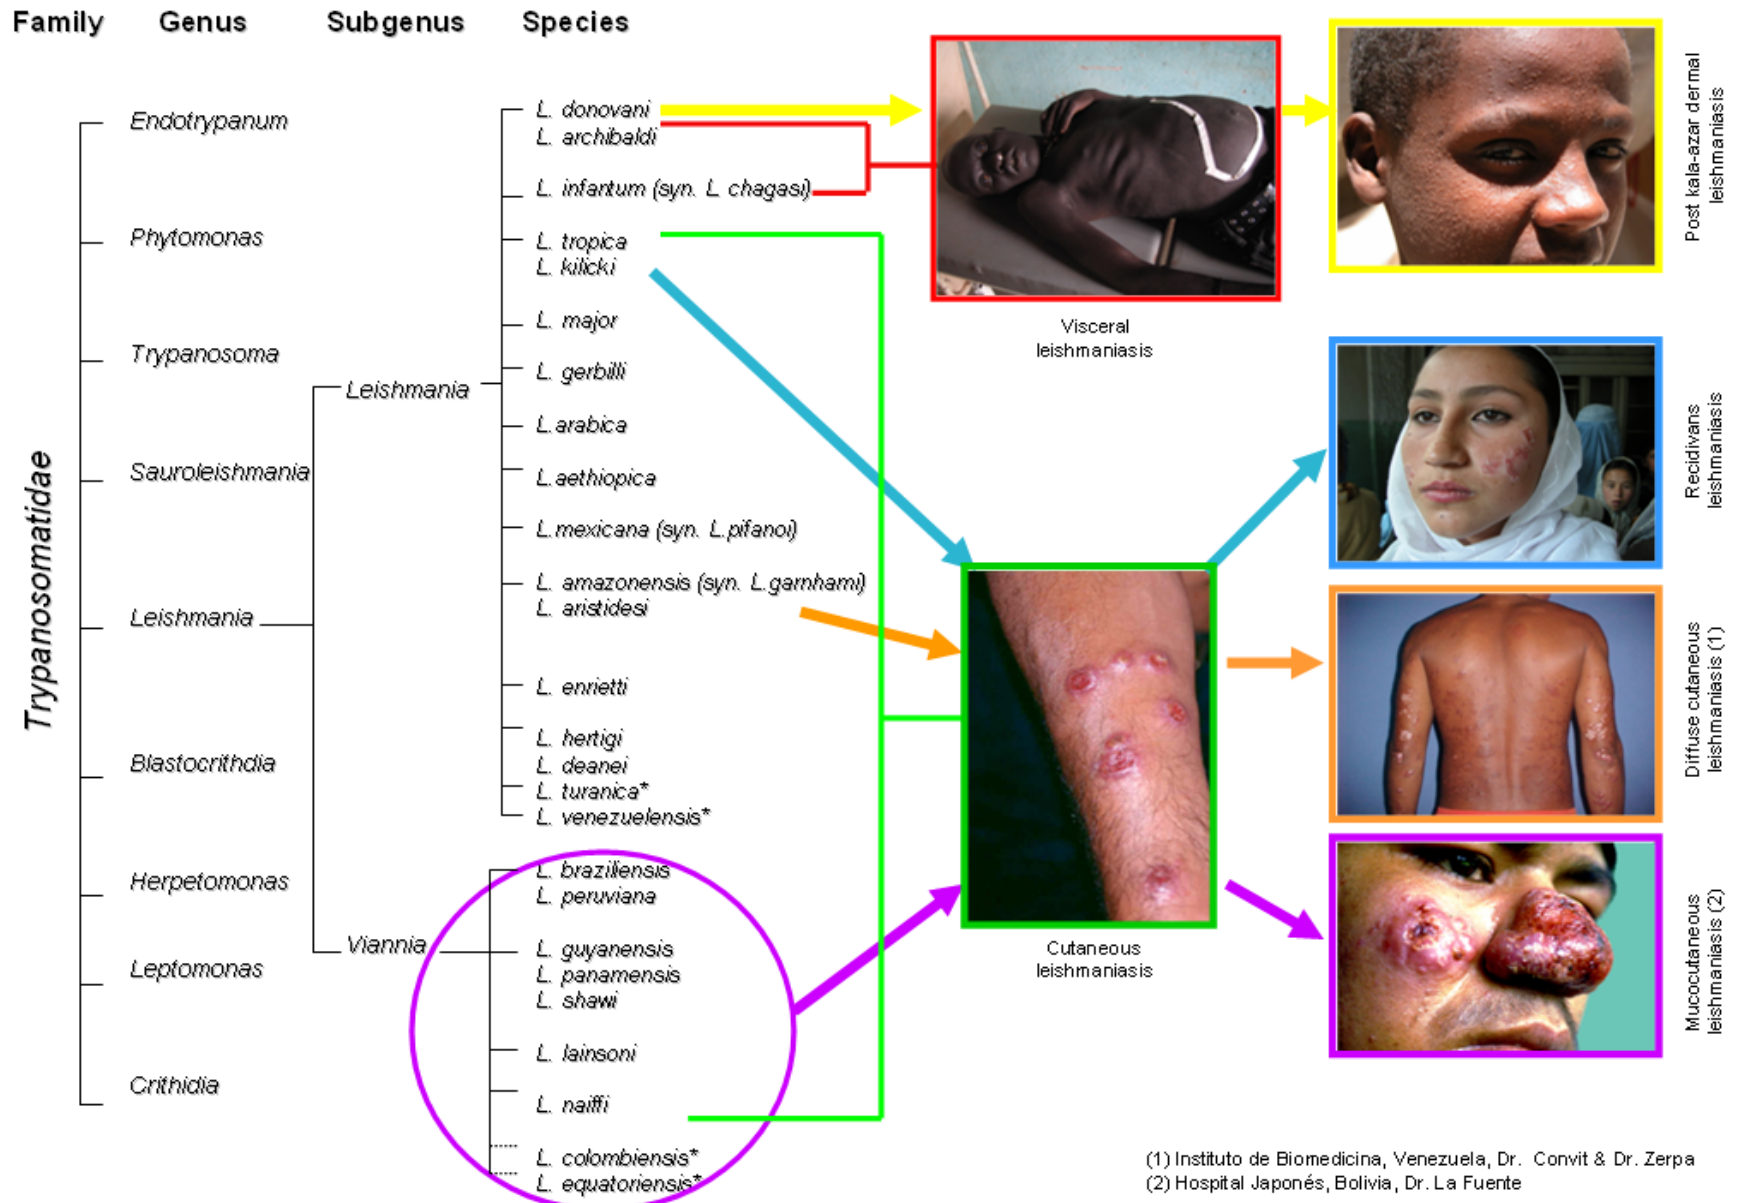 Family Genus Subgenus Species
Trypanosomatidae
Endotrypanum
Phytomonas
Trypanosoma
Sauroleishmania
Leishmania
Blastocrithdia
Herpetomonas
Leptomonas
Crithidia
Leishmania
Viannia
L. donovani
L. archibaldi
L. infantum (syn. L. chagasi)
L. tropica
L. kilicki
L. major
L. gerbilli
L.arabica
L.aethiopica
L.mexicana (syn. L.pifanoi)
L. amazonensis (syn. L.garnhami)
L. aristidesi
L. enrietti
L. hertigi
L. deanei
L. turanica*
L. venezuelensis*
L. braziliensis
L. peruviana
L. guyanensis
L. panamensis
L. shawi
L. lainsoni
L. naiffi
L. colombiensis*
L. equatoriensis*
Visceral
leishmaniasis
Cutaneous
leishmaniasis
Post kala-azar dermal
leishmaniasis
Recidivans
leishmaniasis
Diffuse cutaneous
leishmaniasis (1)
Mucocutaneous
leishmaniasis (2)
(1) Instituto de Biomedicina, Venezuela, Dr. Convit & Dr. Zerpa
(2) Hospital Japonés, Bolivia, Dr. La Fuente